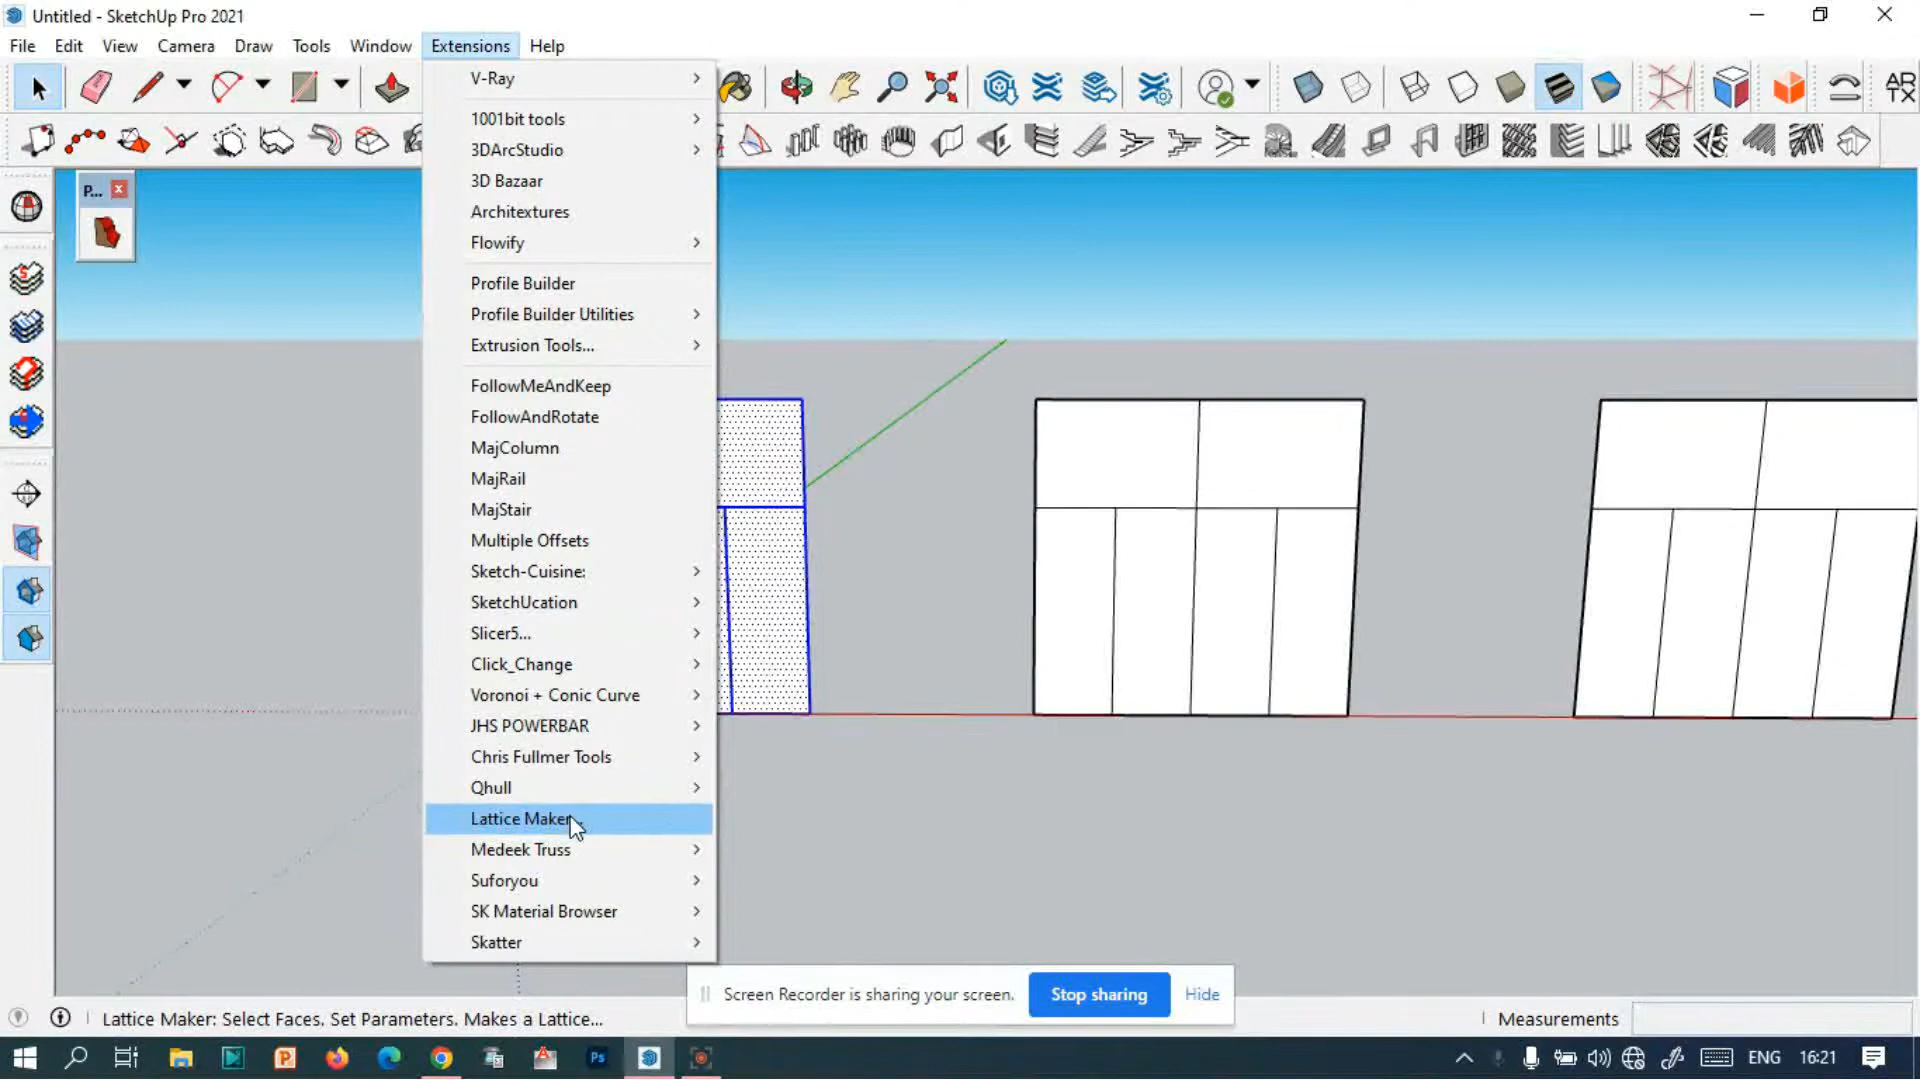 Untitled - SketchUp Pro 2021
File Edit View Camera Draw Tools Window Extensions Help
V-Ray
1001bit tools
3DArcStudio
3D Bazaar
Architextures
Flowify
Profile Builder
Profile Builder Utilities
Extrusion Tools...
FollowMeAndKeep
FollowAndRotate
MajColumn
MajRail
MajStair
Multiple Offsets
Sketch-Cuisine:
SketchUcation
Slicer5...
Click_Change
Voronoi + Conic Curve
JHS POWERBAR
Chris Fullmer Tools
Qhull
Lattice Maker...
Medeek Truss
Suforyou
SK Material Browser
Skatter
P...
AR
TX
Screen Recorder is sharing your screen. Stop sharing Hide
Lattice Maker: Select Faces. Set Parameters. Makes a Lattice...
Measurements
ENG 16:21